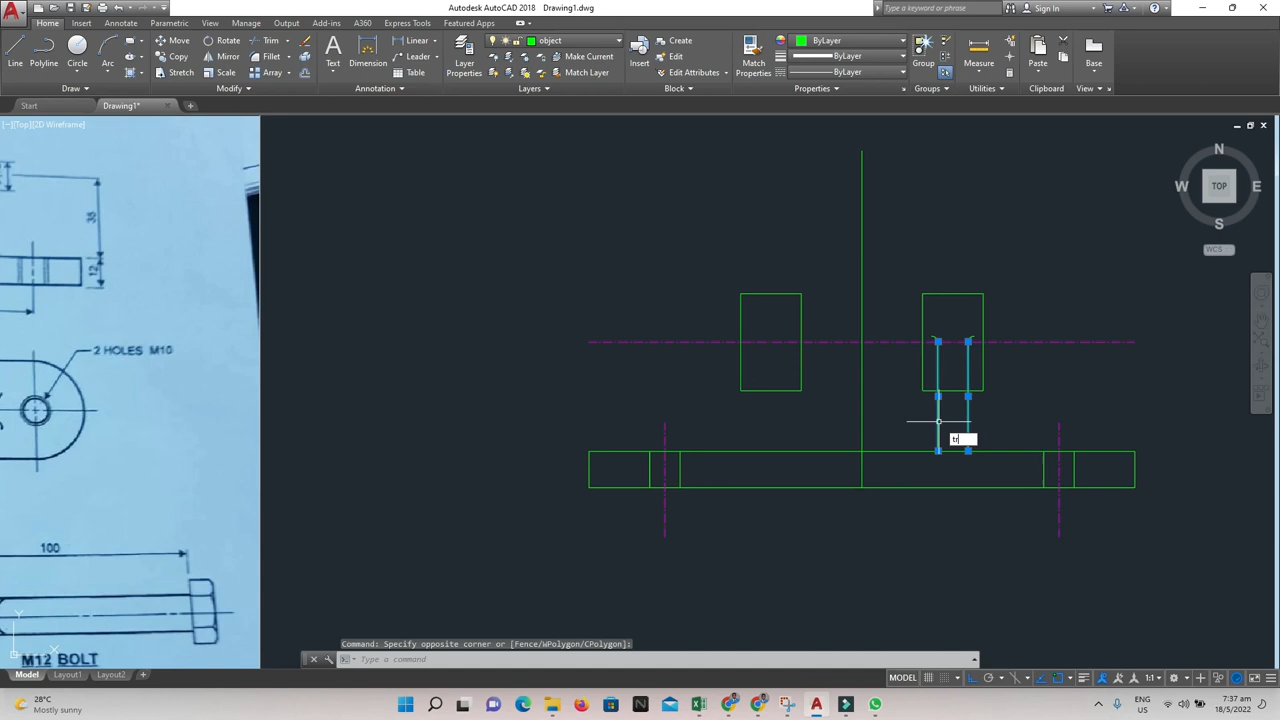 Autodesk AutoCAD 2018 Drawing1.dwg
Type a keyword or phrase
Sign In
Home Insert Annotate Parametric View Manage Output Add-ins A360 Express Tools Featured Apps
Line Polyline Circle Arc
Move Rotate Trim
Copy Mirror Fillet
Stretch Scale Array
Text Dimension
Linear
Leader
Table
Layer Properties
object
Make Current
Match Layer
Insert
Create
Edit
Edit Attributes
Match Properties
ByLayer
ByLayer
ByLayer
Group
Measure
Paste
Base
Draw Modify Annotation Layers Block Properties Groups Utilities Clipboard View
Start Drawing1*
[−][Top][2D Wireframe]
N
W TOP E
S
WCS
35
12
2 HOLES M10
100
M12 BOLT
Y
X
tr
Command: Specify opposite corner or [Fence/WPolygon/CPolygon]:
Type a command
Model Layout1 Layout2
MODEL 1:1
28°C
Mostly sunny
ENG
US
7:37 am
18/5/2022